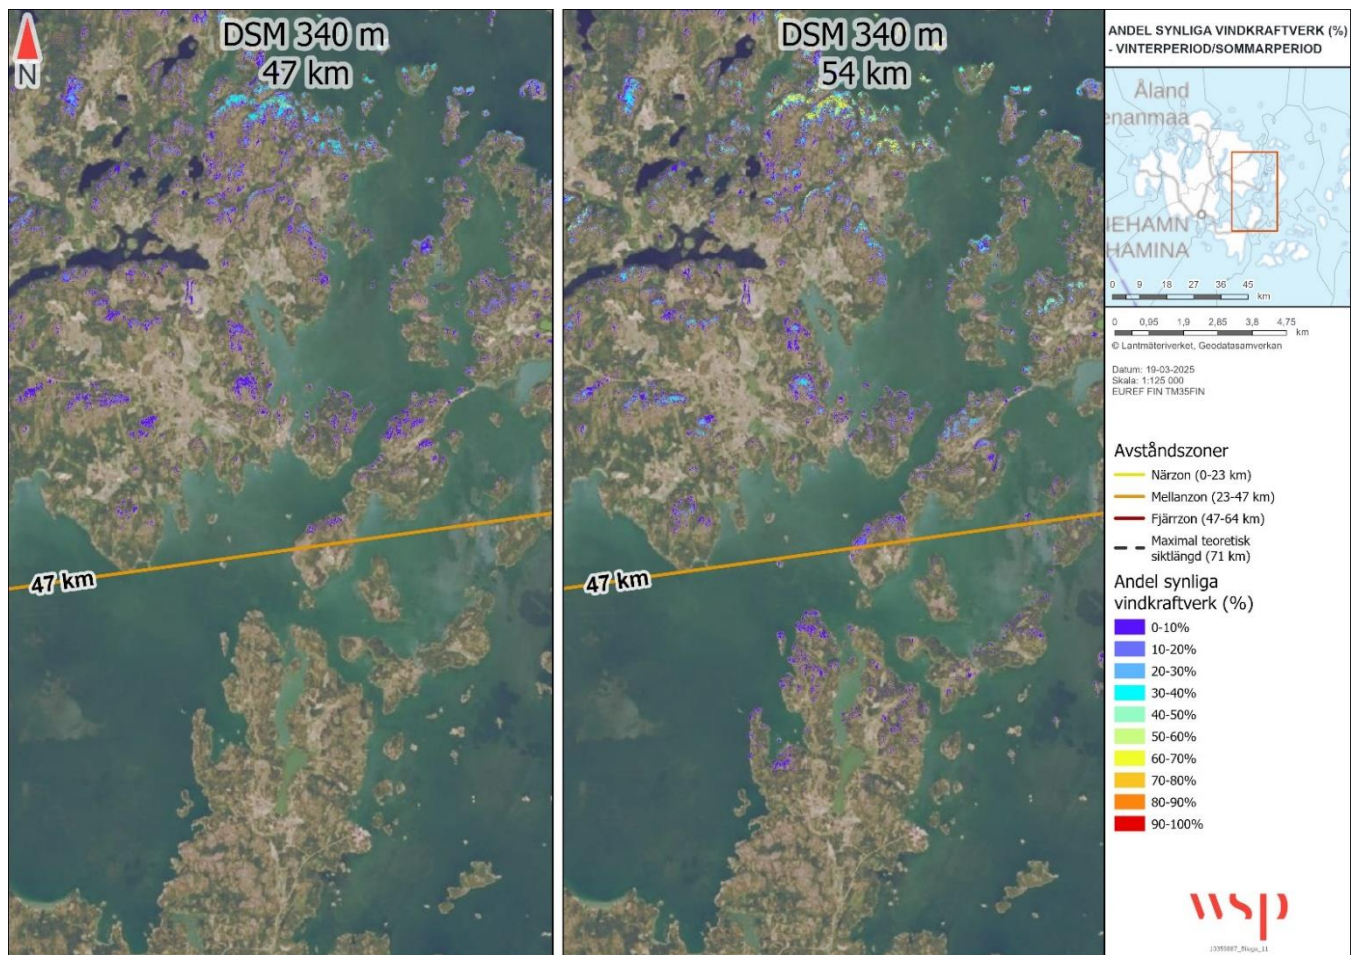 DSM 340 m
47 km
N
47 km
DSM 340 m
54 km
47 km
ANDEL SYNLIGA VINDKRAFTVERK (%)
- VINTERPERIOD/SOMMARPERIOD
Åland
enanmaa
IEHAMN
HAMINA
0 9 18 27 36 45
km
0 0,95 1,9 2,85 3,8 4,75
km
© Lantmäteriverket, Geodatasamverkan
Datum: 19-03-2025
Skala: 1:125 000
EUREF FIN TM35FIN
Avståndszoner
Närzon (0-23 km)
Mellanzon (23-47 km)
Fjärrzon (47-64 km)
Maximal teoretisk
siktlängd (71 km)
Andel synliga
vindkraftverk (%)
0-10%
10-20%
20-30%
30-40%
40-50%
50-60%
60-70%
70-80%
80-90%
90-100%
wsp